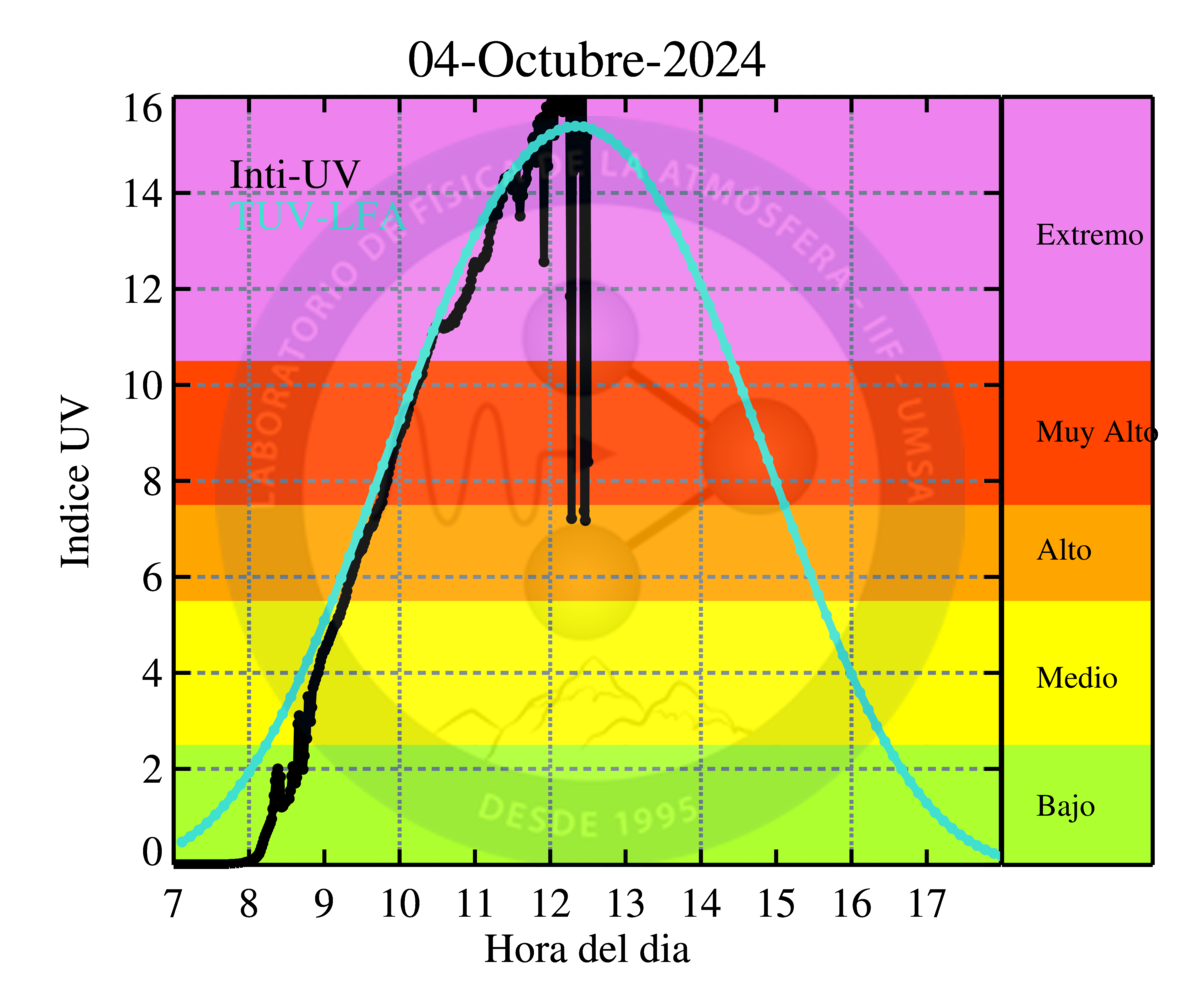 04-Octubre-2024
16
14
12
10
8
6
4
2
0
Indice UV
Inti-UV
TUV-LFA
LABORATORIO DE FÍSICA DE LA ATMÓSFERA - IIF - UMSA
DESDE 1995
Extremo
Muy Alto
Alto
Medio
Bajo
7 8 9 10 11 12 13 14 15 16 17
Hora del dia